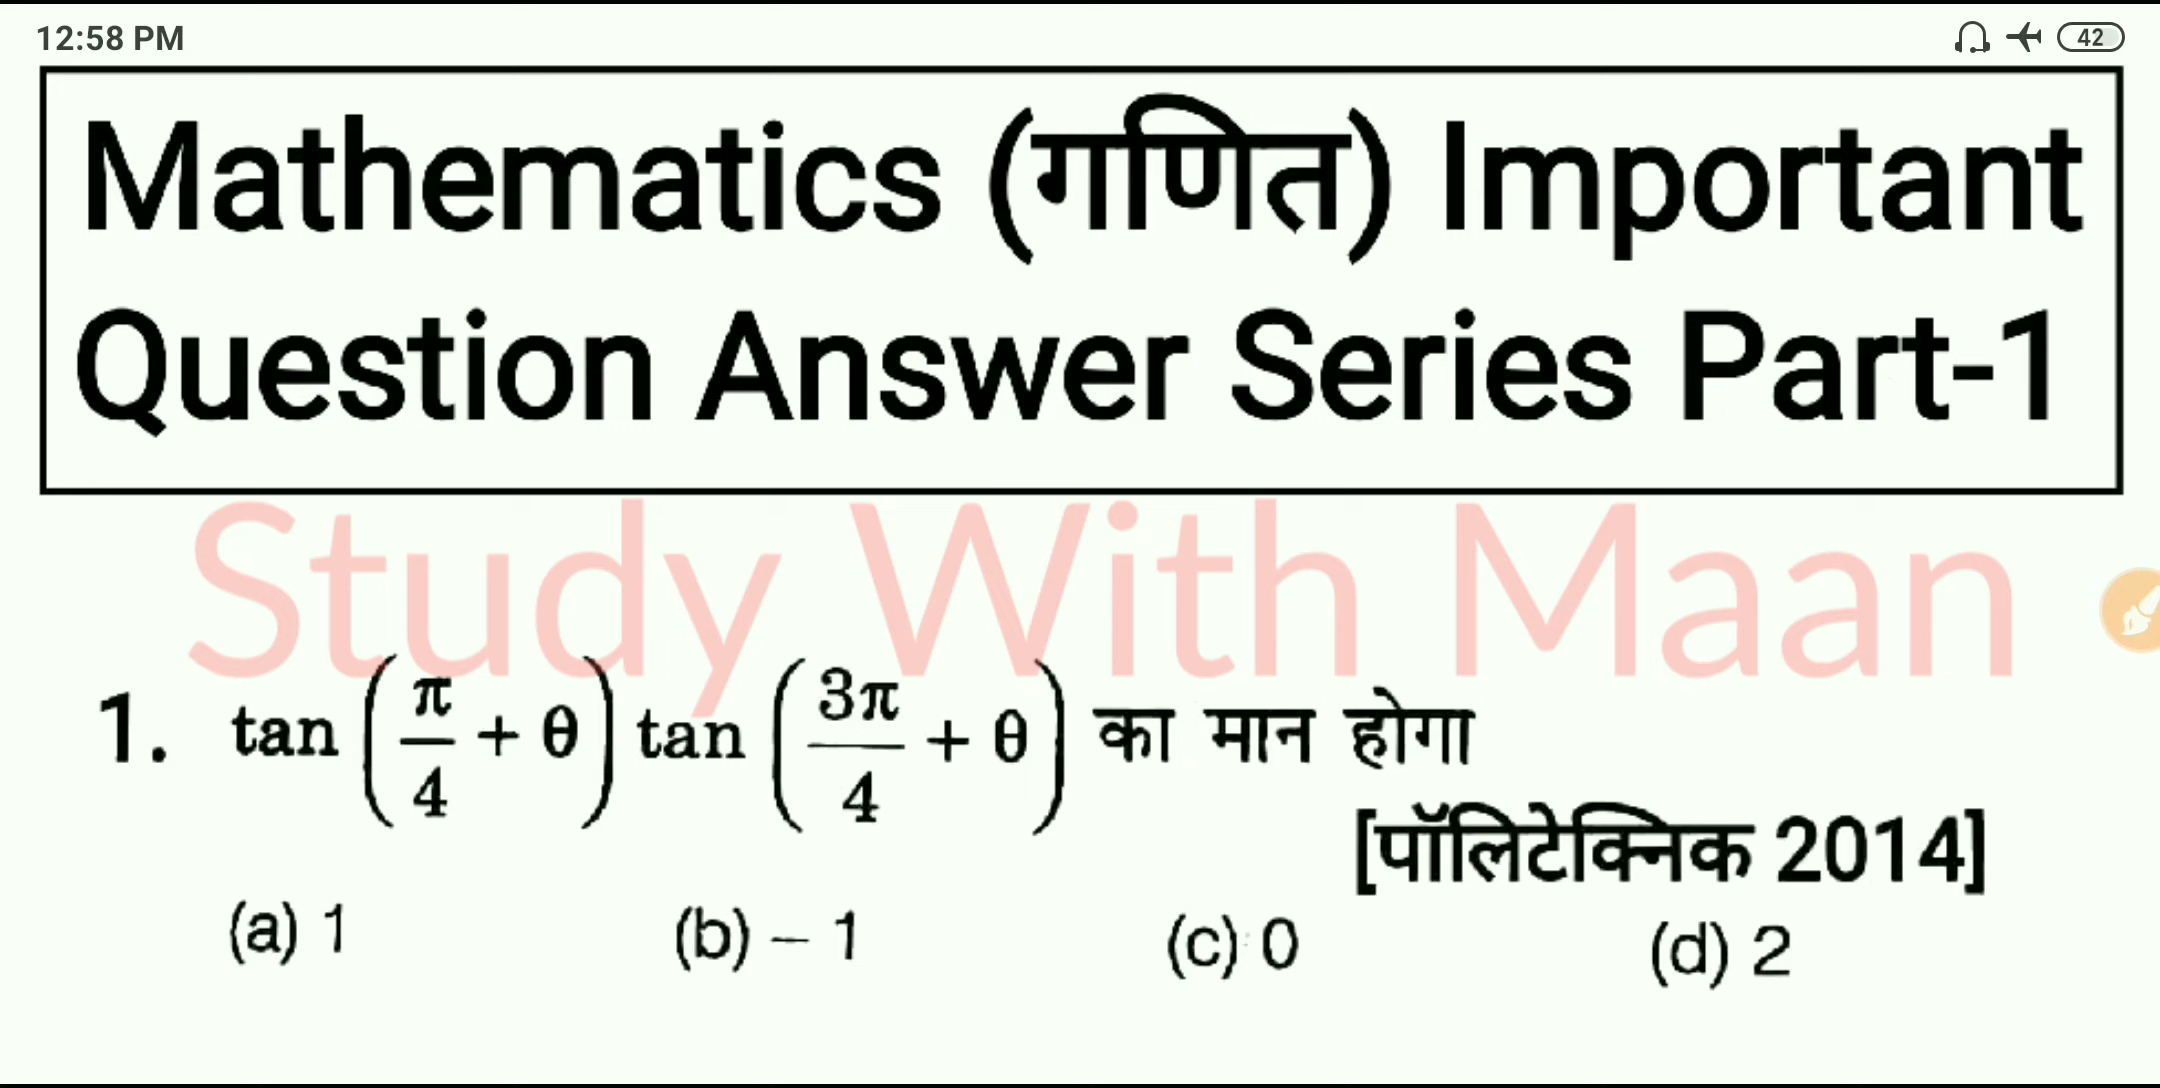 12:58 PM
42
Mathematics (गणित) Important
Question Answer Series Part-1
Study With Maan
1. tan (π/4 + θ) tan (3π/4 + θ) का मान होगा
[पॉलिटेक्निक 2014]
(a) 1 (b) – 1 (c) 0 (d) 2